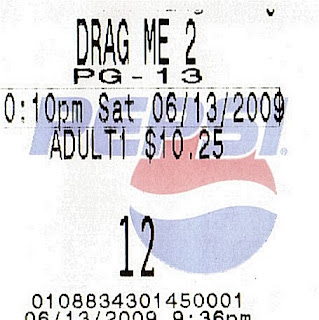 DRAG ME 2
PG-13
0:10pm Sat 06/13/2009
PEPSI
ADULT1 $10.25
12
0108834301450001
06/13/2009 9:36pm